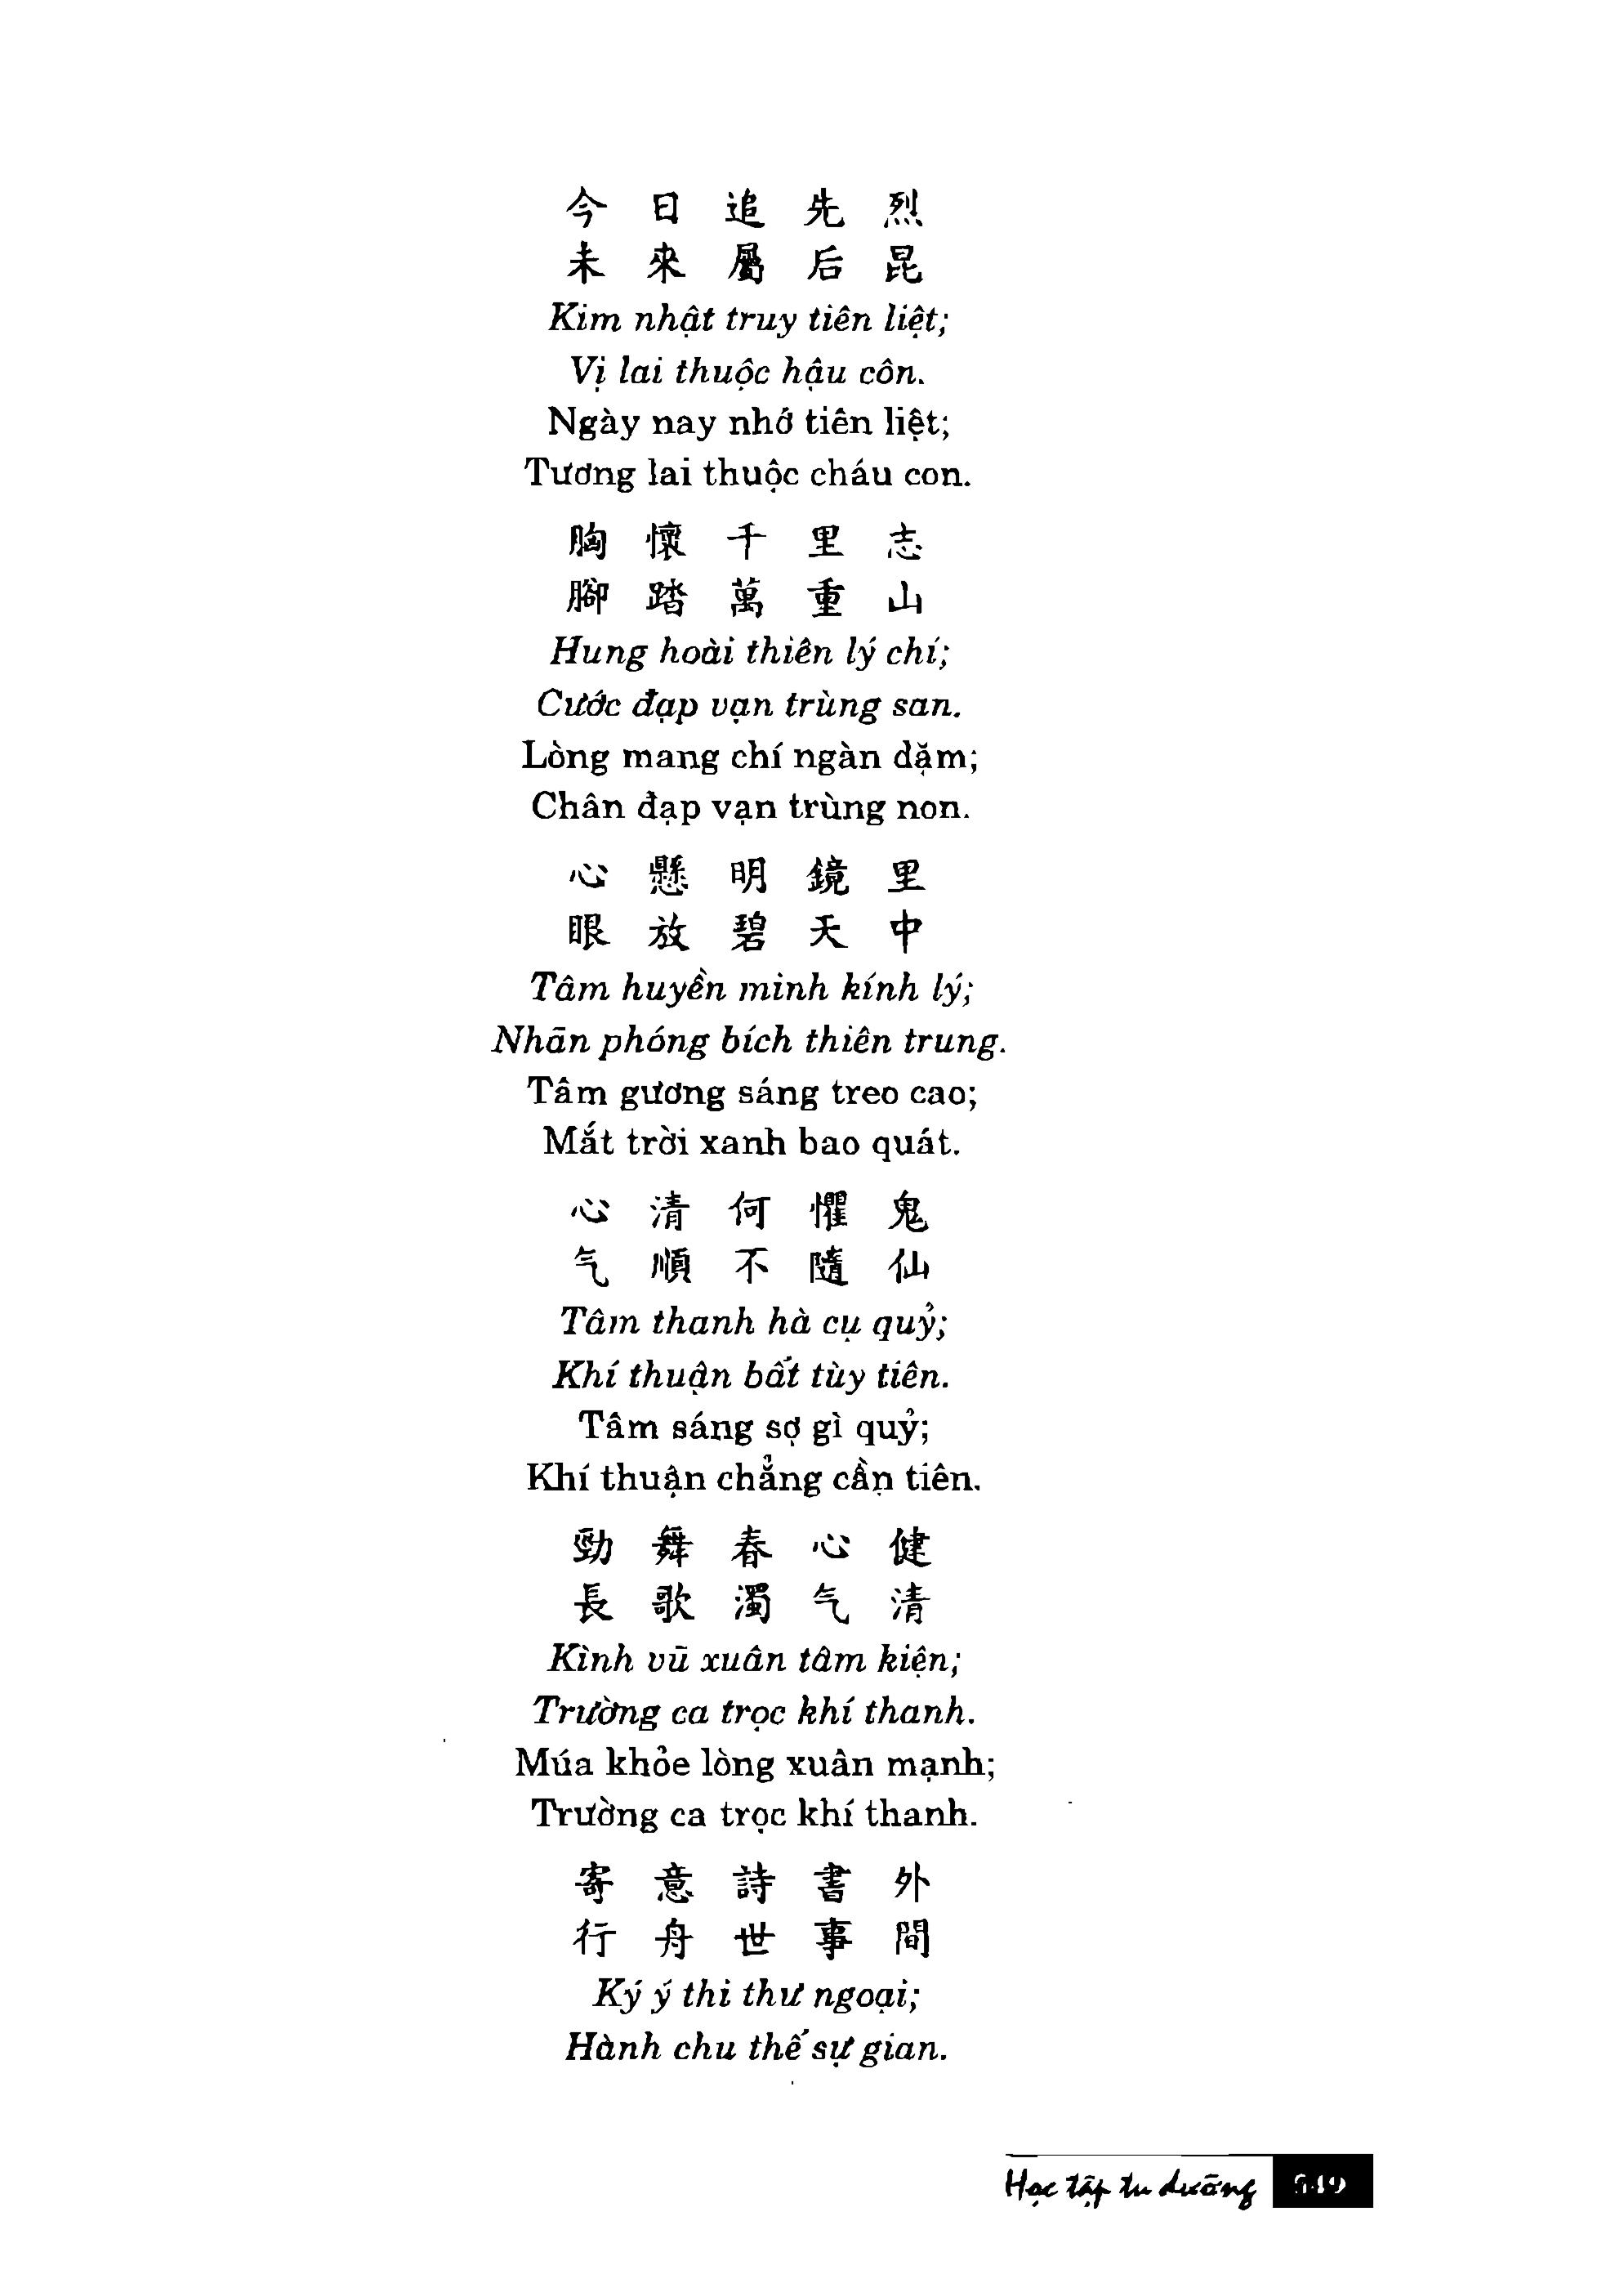 今日追先烈
未來屬后昆
Kim nhật truy tiên liệt;
Vị lai thuộc hậu côn.
Ngày nay nhớ tiên liệt;
Tương lai thuộc cháu con.
胸懷千里志
腳踏萬重山
Hung hoài thiên lý chí;
Cước đạp vạn trùng san.
Lòng mang chí ngàn dặm;
Chân đạp vạn trùng non.
心懸明鏡里
眼放碧天中
Tâm huyền minh kính lý;
Nhãn phóng bích thiên trung.
Tâm gương sáng treo cao;
Mắt trời xanh bao quát.
心清何懼鬼
气順不隨仙
Tâm thanh hà cụ quỷ;
Khí thuận bất tùy tiên.
Tâm sáng sợ gì quỷ;
Khí thuận chẳng cần tiên.
勁舞春心健
長歌濁气清
Kình vũ xuân tâm kiện;
Trường ca trọc khí thanh.
Múa khỏe lòng xuân mạnh;
Trường ca trọc khí thanh.
寄意詩書外
行舟世事間
Ký ý thi thư ngoại;
Hành chu thế sự gian.
Học tập tu dưỡng